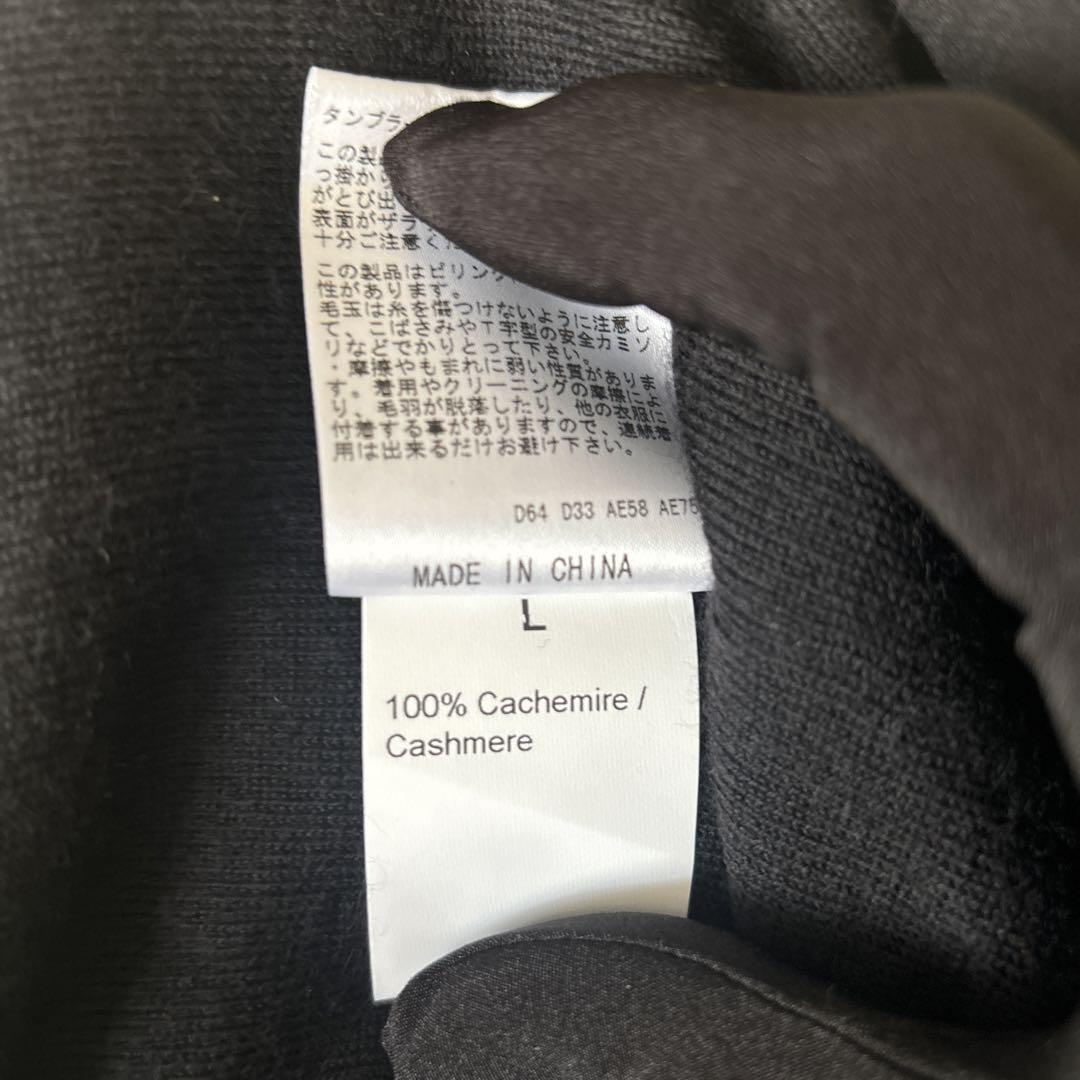 タンブラー
この製品
っ掛かり
がとび出
表面がザラ
十分ご注意くだ
この製品はピリング
性があります。
毛玉は糸を傷つけないように注意し
て、こばさみやT字型の安全カミソ
リなどでかりとって下さい。
・摩擦やもまれに弱い性質がありま
す。着用やクリーニングの摩擦によ
り、毛羽が脱落したり、他の衣服に
付着する事がありますので、連続着
用は出来るだけお避け下さい。
D64 D33 AE58 AE75
MADE IN CHINA
L
100% Cachemire /
Cashmere